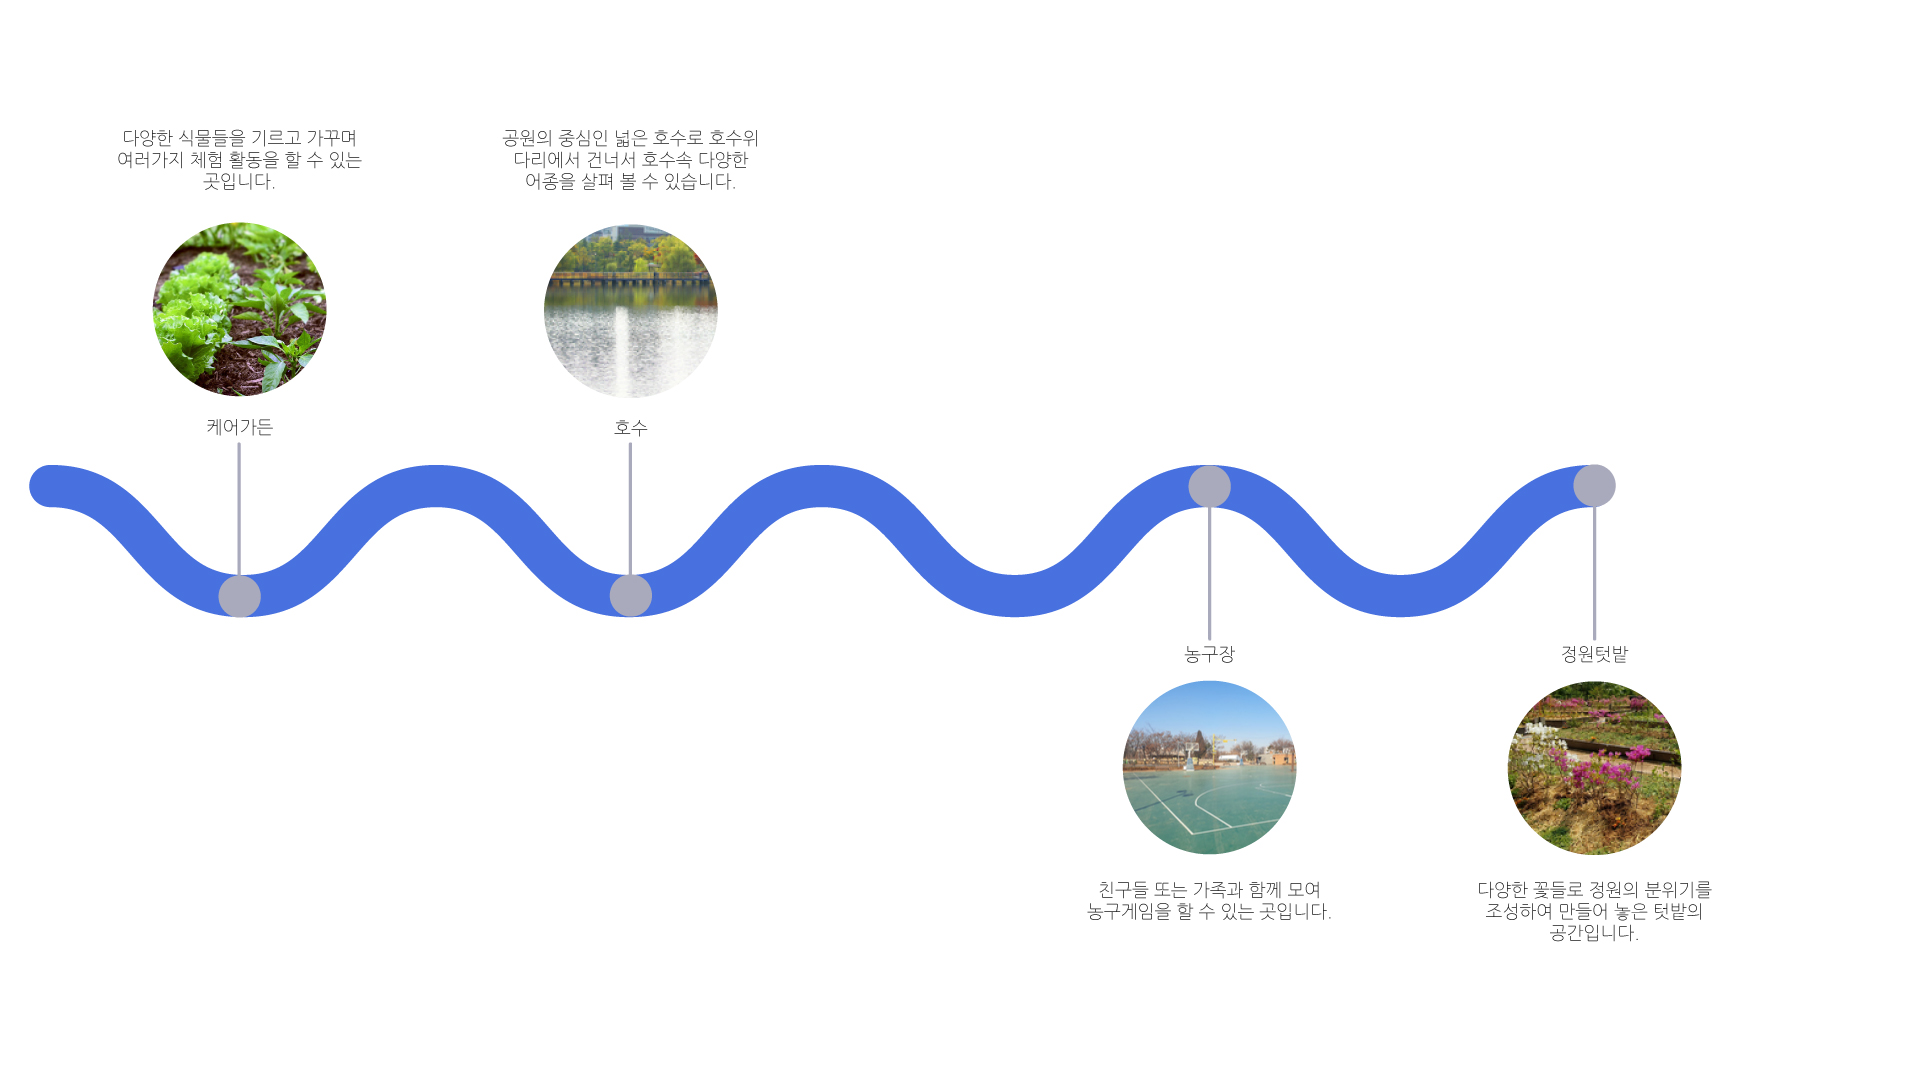 다양한 식물들을 기르고 가꾸며
여러가지 체험 활동을 할 수 있는
곳입니다.
케어가든
공원의 중심인 넓은 호수로 호수위
다리에서 건너서 호수속 다양한
어종을 살펴 볼 수 있습니다.
호수
농구장
친구들 또는 가족과 함께 모여
농구게임을 할 수 있는 곳입니다.
정원텃밭
다양한 꽃들로 정원의 분위기를
조성하여 만들어 놓은 텃밭의
공간입니다.